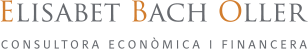 ELISABET BACH OLLER
CONSULTORA ECONÒMICA I FINANCERA